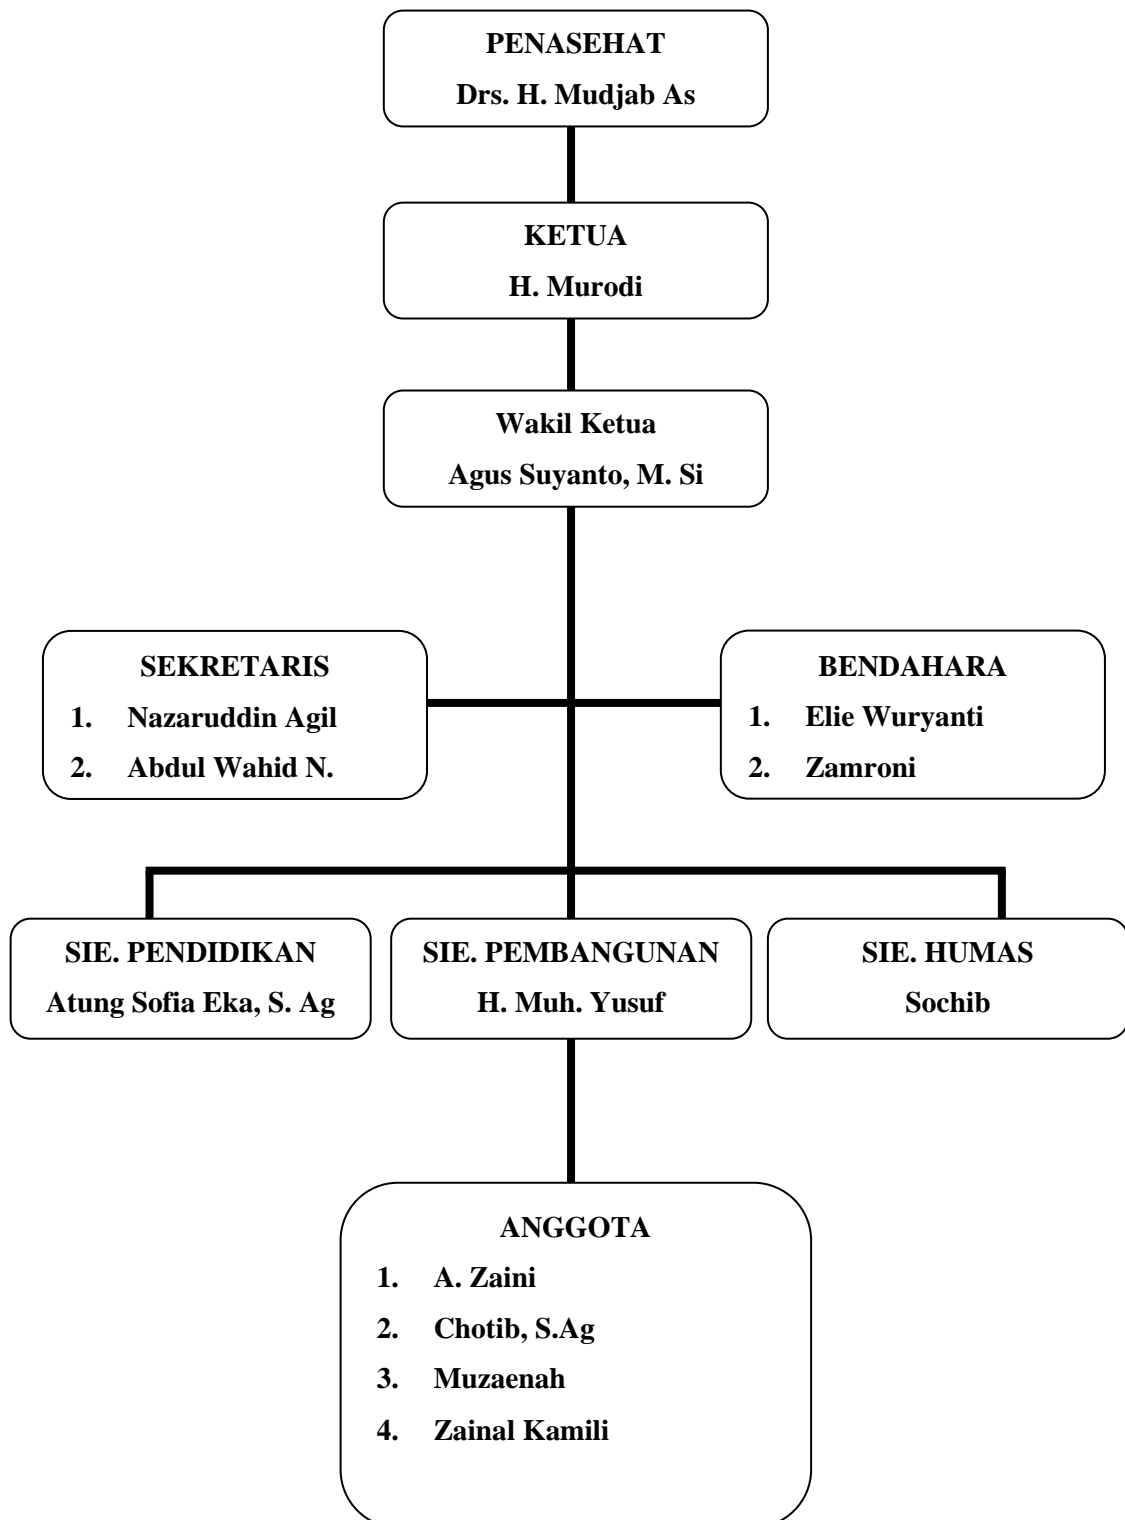 PENASEHAT
Drs. H. Mudjab As
KETUA
H. Murodi
Wakil Ketua
Agus Suyanto, M. Si
SEKRETARIS
1. Nazaruddin Agil
2. Abdul Wahid N.
BENDAHARA
1. Elie Wuryanti
2. Zamroni
SIE. PENDIDIKAN
Atung Sofia Eka, S. Ag
SIE. PEMBANGUNAN
H. Muh. Yusuf
SIE. HUMAS
Sochib
ANGGOTA
1. A. Zaini
2. Chotib, S.Ag
3. Muzaenah
4. Zainal Kamili